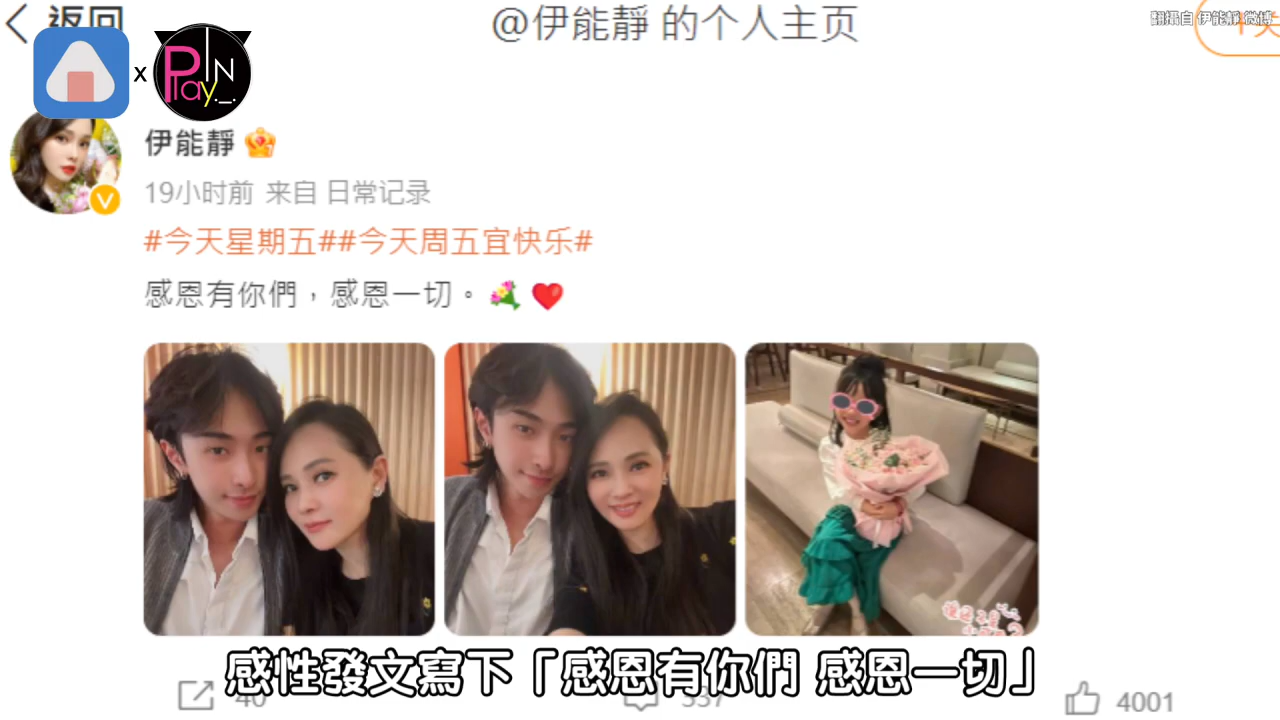 返回
@伊能靜 的个人主页
翻攝自 伊能靜 微博
x
PlayIN._.
伊能靜
19小时前 来自 日常记录
#今天星期五##今天周五宜快乐#
感恩有你們，感恩一切。
感性發文寫下「感恩有你們 感恩一切」
40
537
4001